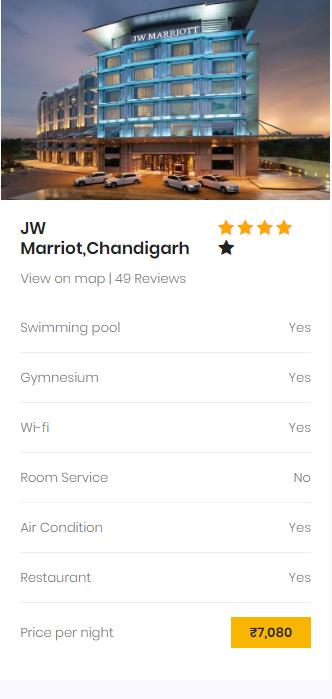 JW MARRIOTT
JW
Marriot,Chandigarh
View on map | 49 Reviews
Swimming pool Yes
Gymnesium Yes
Wi-fi Yes
Room Service No
Air Condition Yes
Restaurant Yes
Price per night ₹7,080